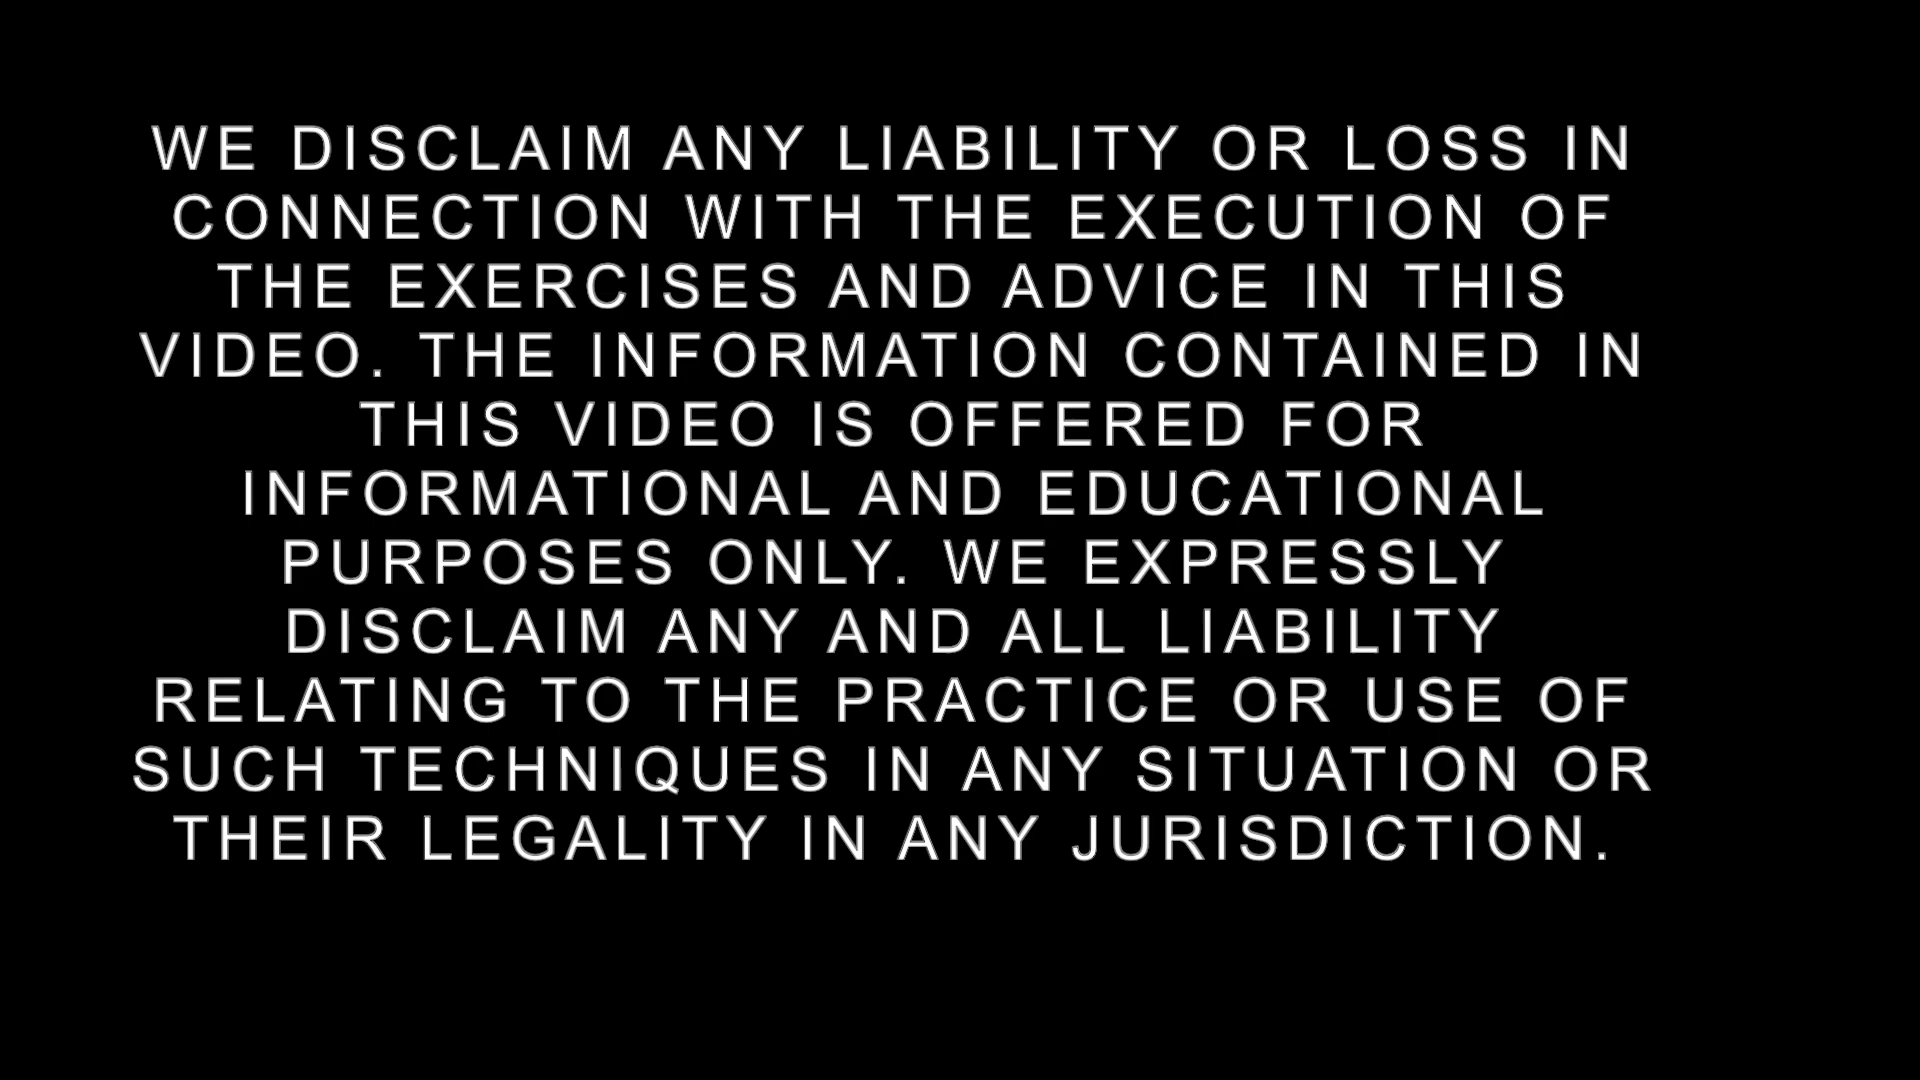 WE DISCLAIM ANY LIABILITY OR LOSS IN
CONNECTION WITH THE EXECUTION OF
THE EXERCISES AND ADVICE IN THIS
VIDEO. THE INFORMATION CONTAINED IN
THIS VIDEO IS OFFERED FOR
INFORMATIONAL AND EDUCATIONAL
PURPOSES ONLY. WE EXPRESSLY
DISCLAIM ANY AND ALL LIABILITY
RELATING TO THE PRACTICE OR USE OF
SUCH TECHNIQUES IN ANY SITUATION OR
THEIR LEGALITY IN ANY JURISDICTION.